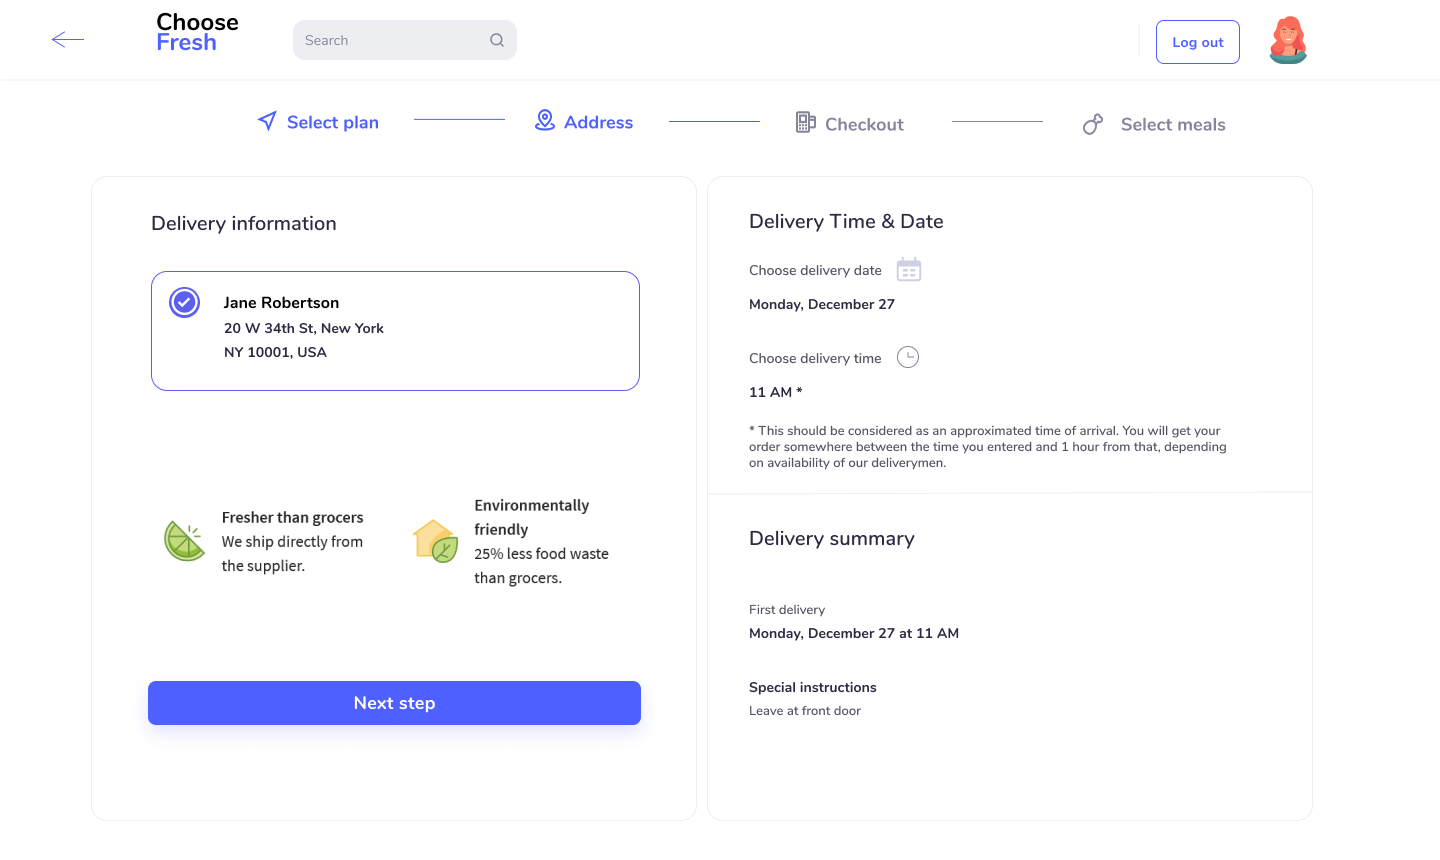 Choose
Fresh
Search
Log out
Select plan
Address
Checkout
Select meals
Delivery information
Jane Robertson
20 W 34th St, New York
NY 10001, USA
Fresher than grocers
We ship directly from
the supplier.
Environmentally
friendly
25% less food waste
than grocers.
Next step
Delivery Time & Date
Choose delivery date
Monday, December 27
Choose delivery time
11 AM *
* This should be considered as an approximated time of arrival. You will get your
order somewhere between the time you entered and 1 hour from that, depending
on availability of our deliverymen.
Delivery summary
First delivery
Monday, December 27 at 11 AM
Special instructions
Leave at front door